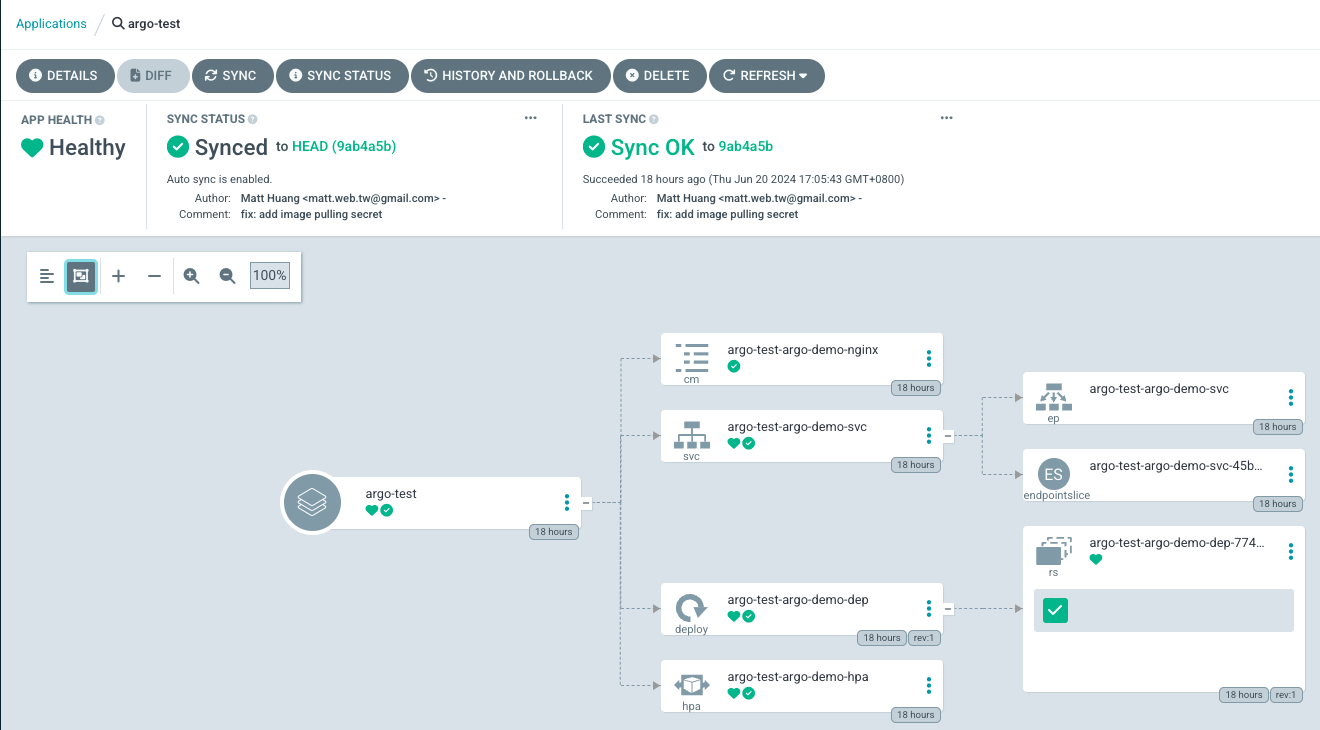 Applications / argo-test
DETAILS DIFF SYNC SYNC STATUS HISTORY AND ROLLBACK DELETE REFRESH
APP HEALTH
Healthy
SYNC STATUS
Synced to HEAD (9ab4a5b)
Auto sync is enabled.
Author: Matt Huang <matt.web.tw@gmail.com> -
Comment: fix: add image pulling secret
LAST SYNC
Sync OK to 9ab4a5b
Succeeded 18 hours ago (Thu Jun 20 2024 17:05:43 GMT+0800)
Author: Matt Huang <matt.web.tw@gmail.com> -
Comment: fix: add image pulling secret
100%
argo-test
18 hours
argo-test-argo-demo-nginx
cm
18 hours
argo-test-argo-demo-svc
svc
18 hours
argo-test-argo-demo-dep
deploy
18 hours rev:1
argo-test-argo-demo-hpa
hpa
18 hours
argo-test-argo-demo-svc
ep
18 hours
ES
argo-test-argo-demo-svc-45b...
endpointslice
18 hours
argo-test-argo-demo-dep-774...
rs
18 hours rev:1